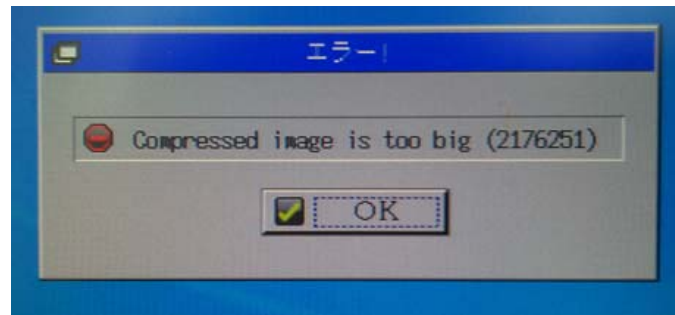 エラー!
Compressed image is too big (2176251)
OK